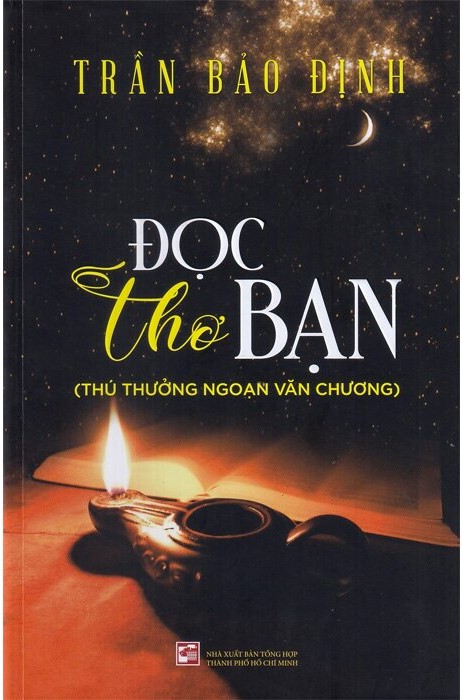 TRẦN BẢO ĐỊNH
ĐỌC
thơ BẠN
(THÚ THƯỞNG NGOẠN VĂN CHƯƠNG)
NHÀ XUẤT BẢN TỔNG HỢP
THÀNH PHỐ HỒ CHÍ MINH